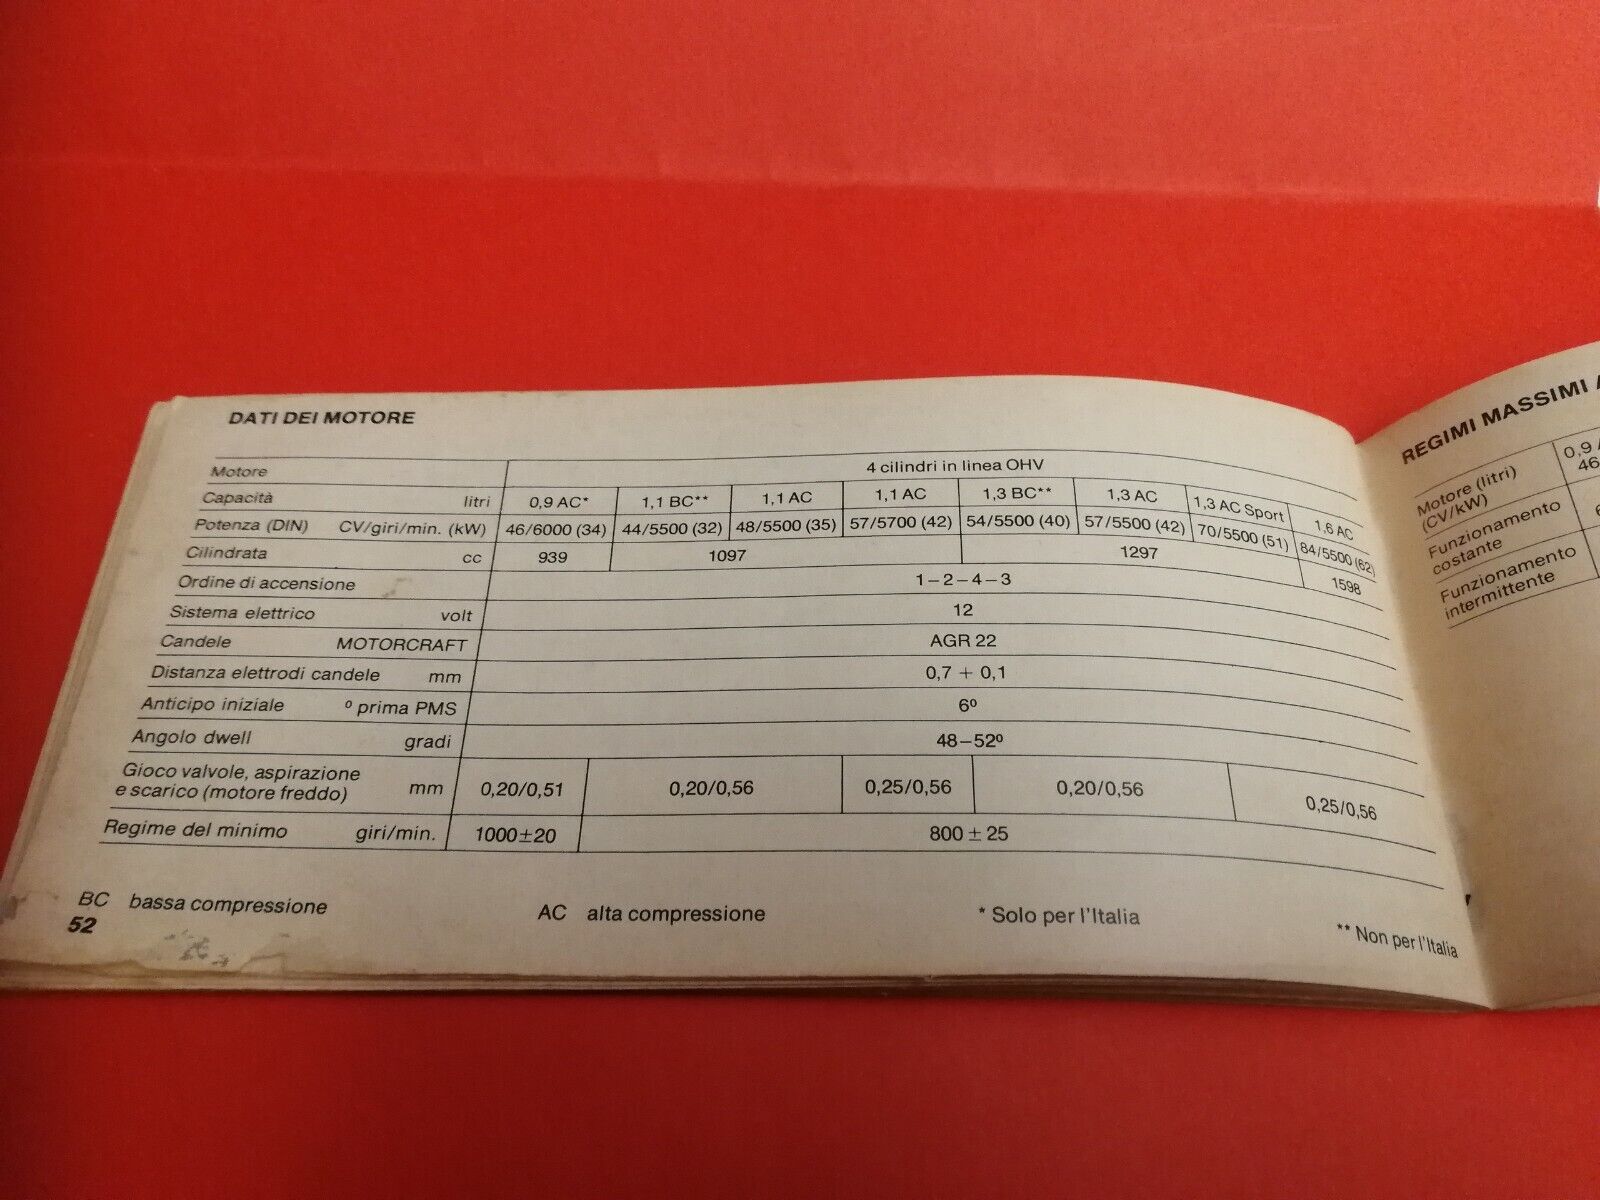 DATI DEI MOTORE
Motore 4 cilindri in linea OHV
Capacità litri 0,9 AC* 1,1 BC** 1,1 AC 1,1 AC 1,3 BC** 1,3 AC 1,3 AC Sport 1,6 AC
Potenza (DIN) CV/giri/min. (kW) 46/6000 (34) 44/5500 (32) 48/5500 (35) 57/5700 (42) 54/5500 (40) 57/5500 (42) 70/5500 (51) 84/5500 (62)
Cilindrata cc 939 1097 1297 1598
Ordine di accensione 1–2–4–3
Sistema elettrico volt 12
Candele MOTORCRAFT AGR 22
Distanza elettrodi candele mm 0,7 + 0,1
Anticipo iniziale º prima PMS 6º
Angolo dwell gradi 48–52º
Gioco valvole, aspirazione
e scarico (motore freddo) mm 0,20/0,51 0,20/0,56 0,25/0,56 0,20/0,56 0,25/0,56
Regime del minimo giri/min. 1000±20 800 ± 25
BC bassa compressione AC alta compressione * Solo per l'Italia ** Non per l'Italia
52
REGIMI MASSIMI
Motore (litri) 0,9
(CV/kW) 46
Funzionamento
costante
Funzionamento
intermittente